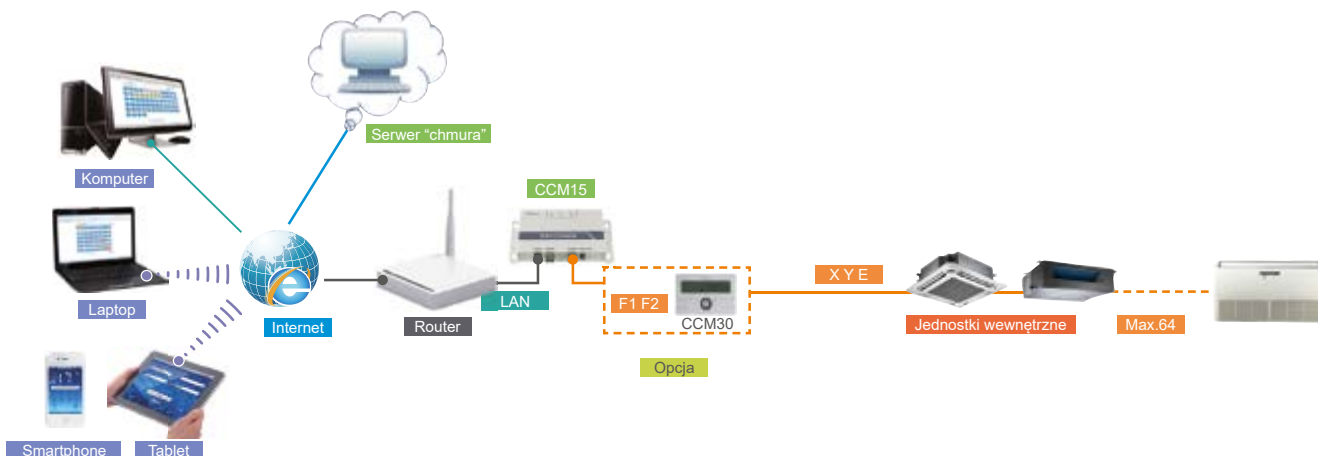 Serwer “chmura”
Komputer
CCM15
Laptop
Internet
Router
LAN
F1 F2
CCM30
X Y E
Jednostki wewnętrzne
Max.64
Opcja
Smartphone
Tablet